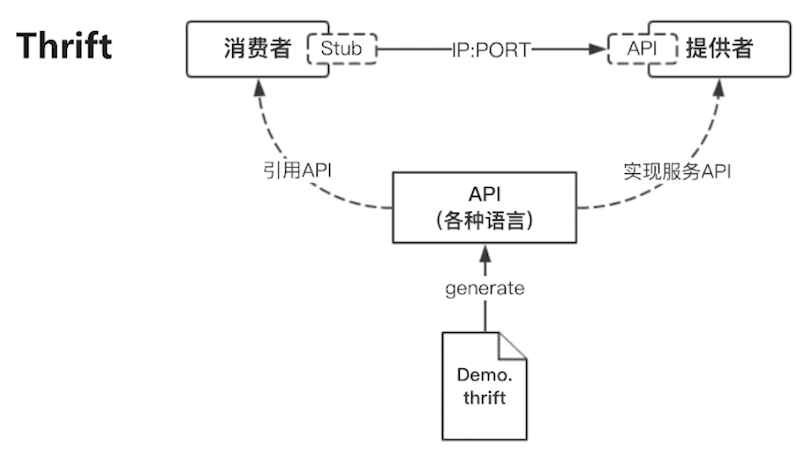 Thrift
消费者
Stub
IP:PORT
API
提供者
引用API
实现服务API
API
（各种语言）
generate
Demo.
thrift